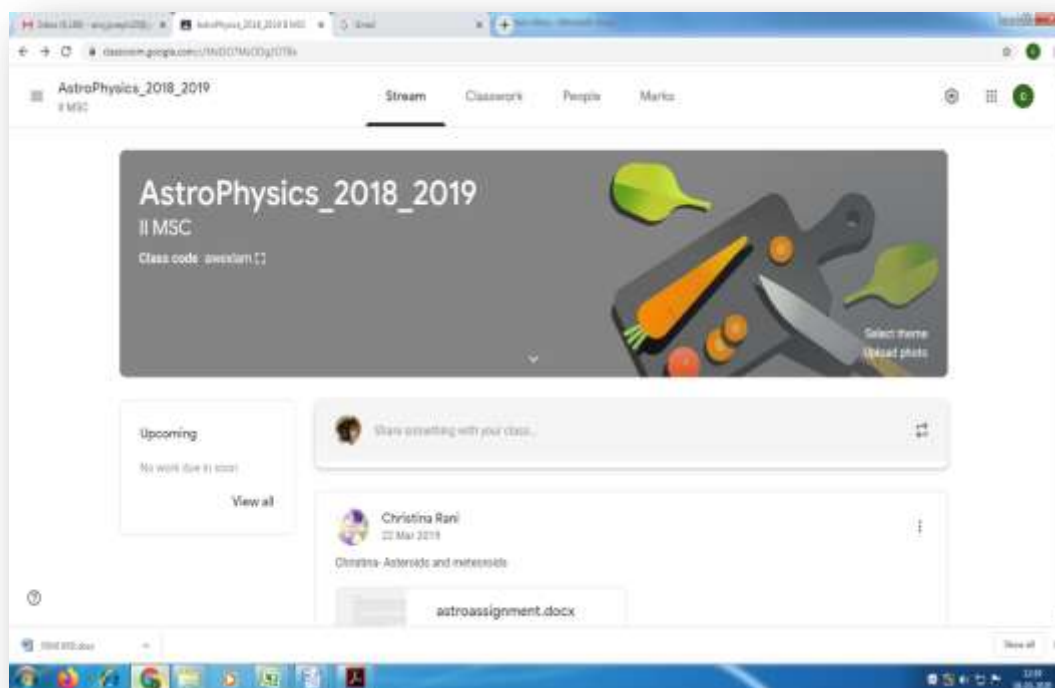 Gmail
AstroPhysics_2018_2019
II MSC
Stream Classwork People Marks
AstroPhysics_2018_2019
II MSC
Class code
Select theme
Upload photo
Upcoming
No work due in soon
View all
Share something with your class...
Christina Rani
22 Mar 2019
Christina- Asteroids and meteoroids
astroassignment.docx
Show all